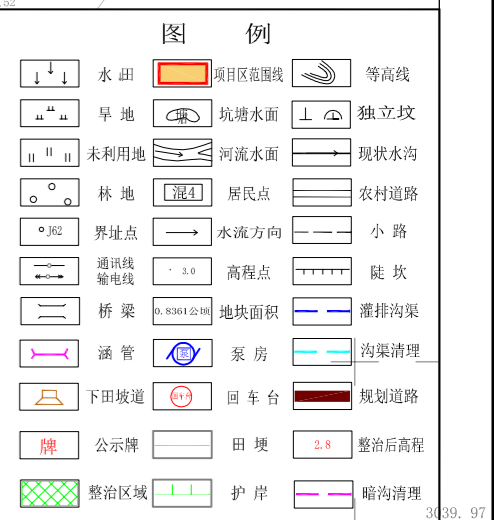 .52
图 例
水 田 项目区范围线 等高线
旱 地 塘 坑塘水面 独立坟
未利用地 河流水面 现状水沟
林 地 混4 居民点 农村道路
J62 界址点 水流方向 小 路
通讯线
输电线 3.0 高程点 陡 坎
桥 梁 0.8361公顷 地块面积 灌排沟渠
涵 管 泵 泵 房 沟渠清理
下田坡道 回车台 回 车 台 规划道路
牌 公示牌 田 埂 2.8 整治后高程
整治区域 护 岸 暗沟清理
3039.97